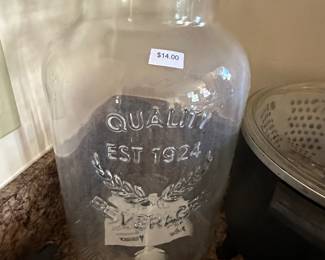 $14.00
QUALITY
EST 1924
BEVERAGE